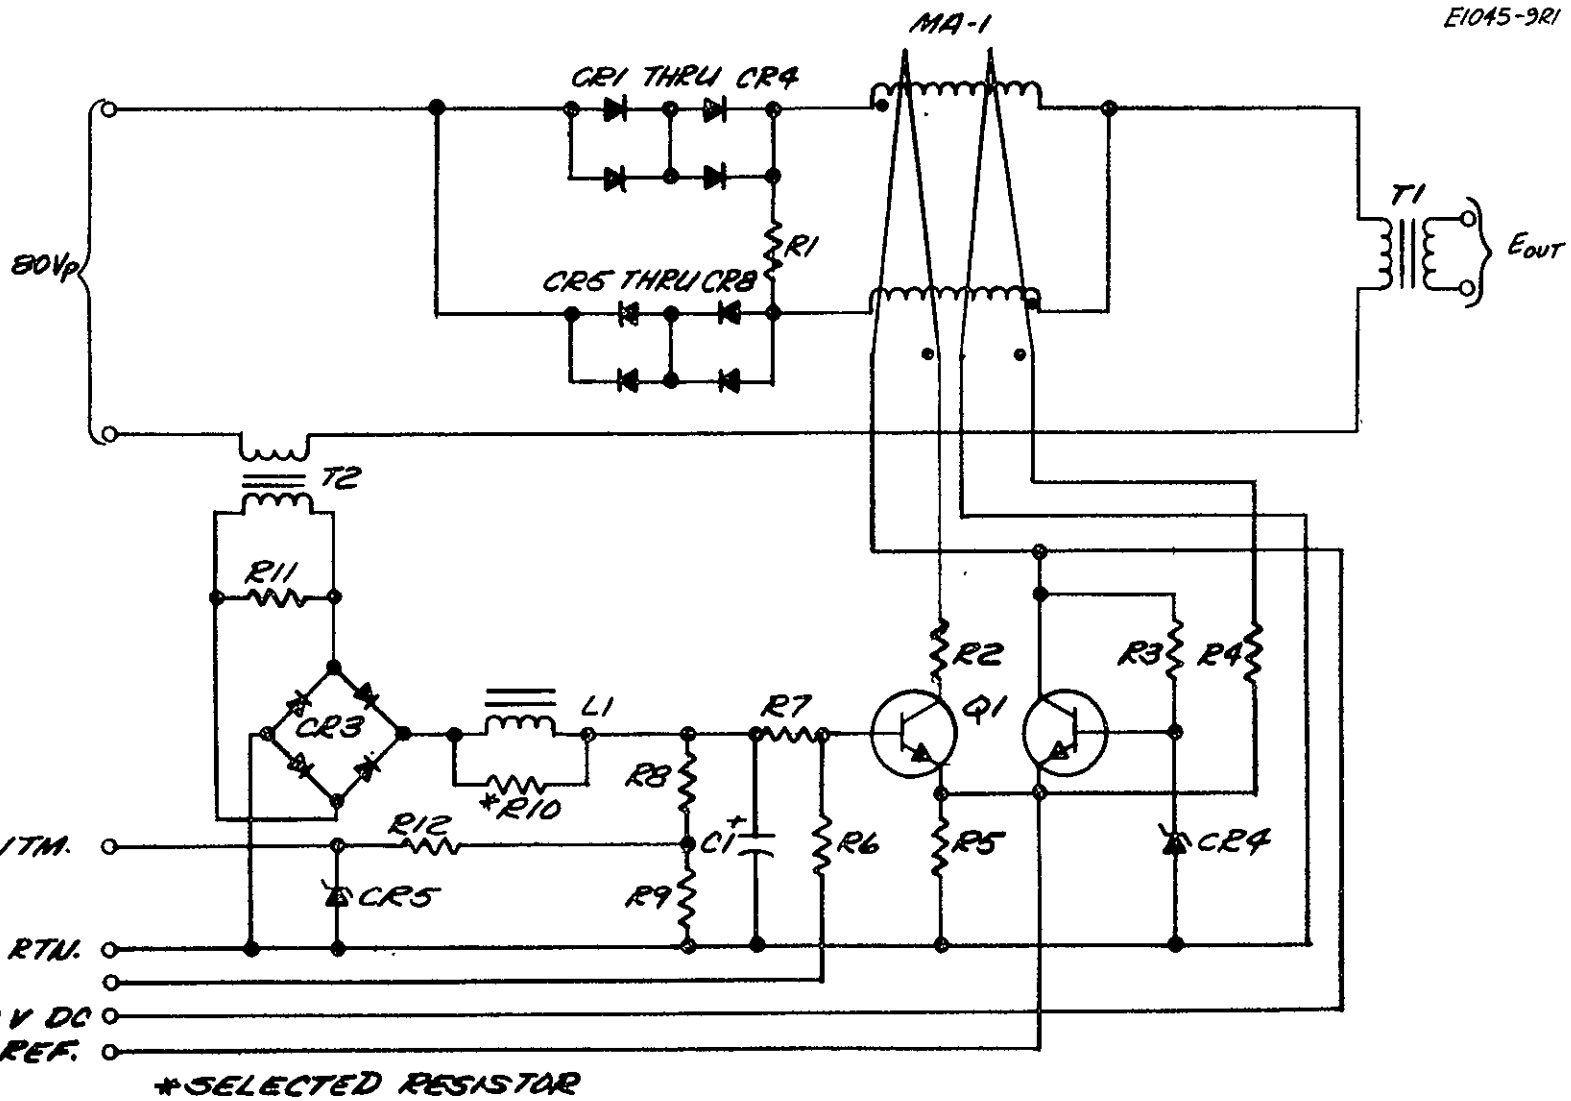 E1045-9R1
MA-1
CR1 THRU CR4
T1
R1
80Vp
EOUT
CR5 THRU CR8
T2
R11
R2
R3
R4
CR3
L1
R7
Q1
*R10
R8
ITM.
R12
C1
+
R6
R5
CR4
CR5
R9
RTN.
V DC
REF.
*SELECTED RESISTOR